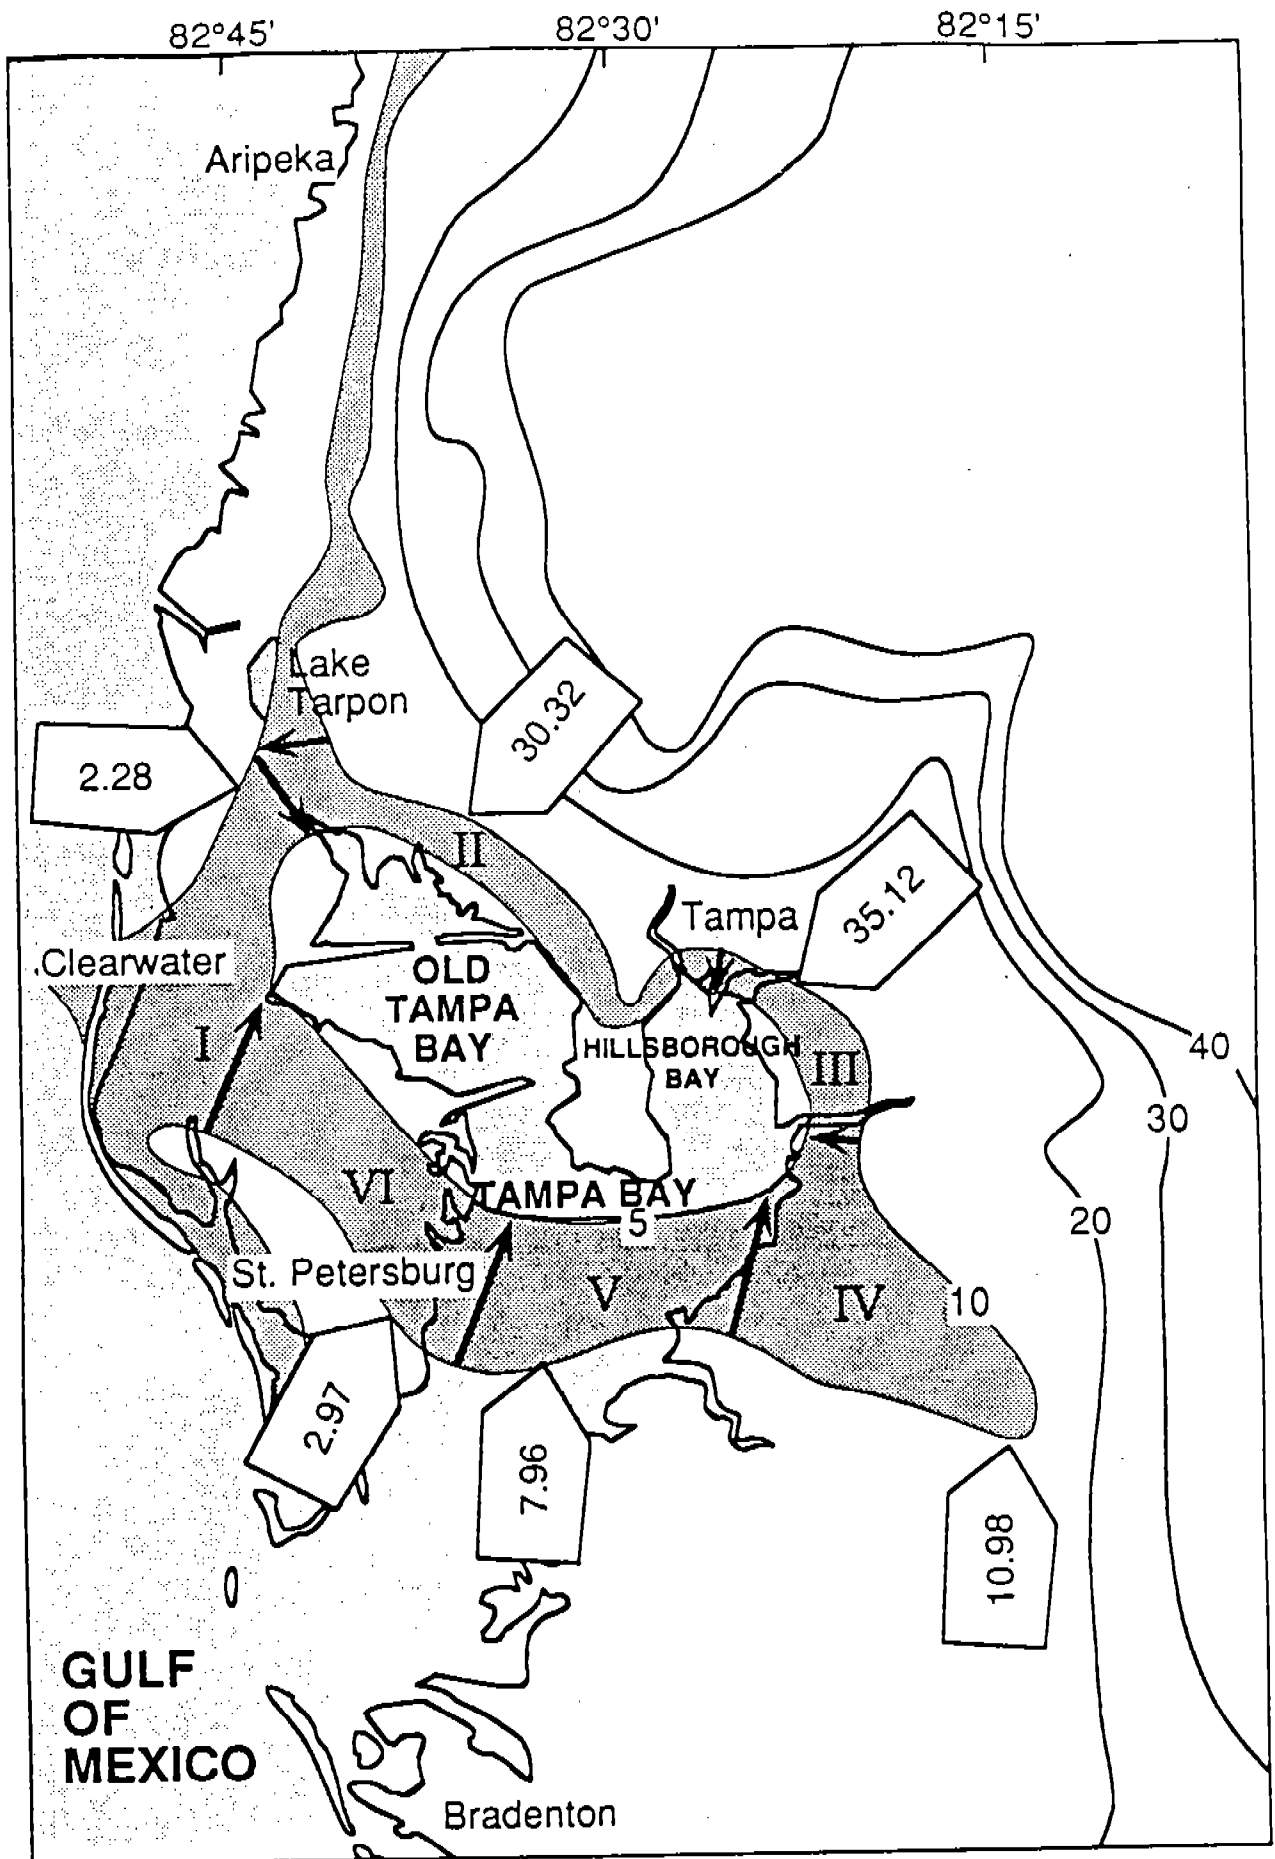 82°45'
82°30'
82°15'
Aripeka
Lake
Tarpon
30.32
2.28
II
35.12
Tampa
Clearwater
OLD
TAMPA
BAY
I
HILLSBOROUGH
BAY
III
40
30
VI
TAMPA BAY
5
20
St. Petersburg
V
IV
10
2.97
7.96
10.98
GULF
OF
MEXICO
Bradenton